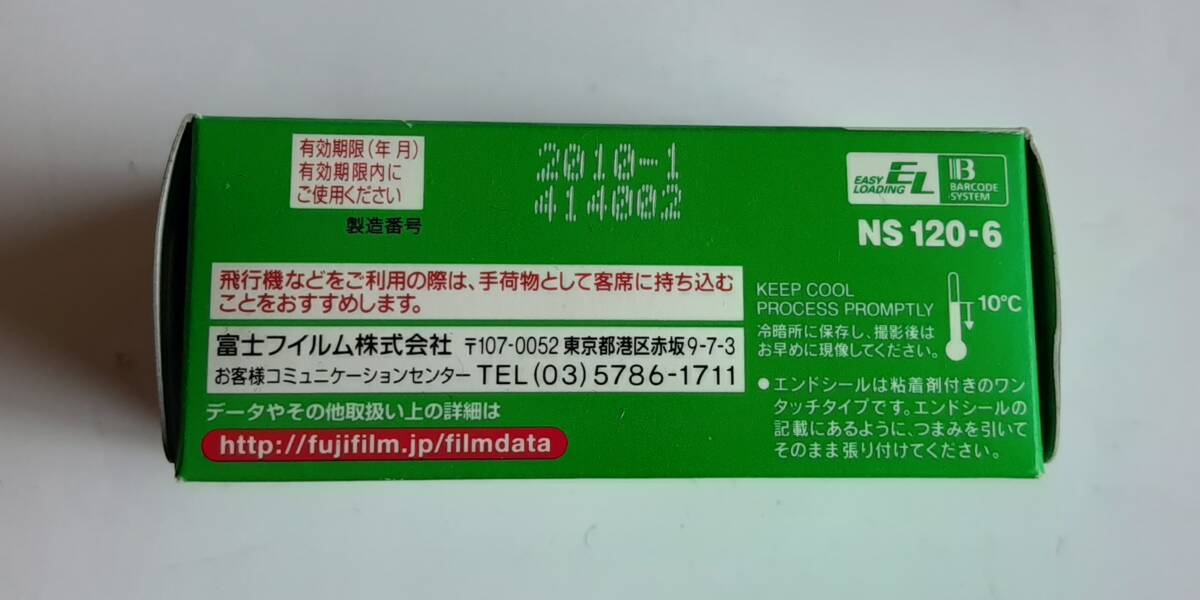 有効期限(年月)
有効期限内に
ご使用ください
製造番号
2010-1
414002
EASY
LOADING
EL
B
BARCODE
SYSTEM
NS 120-6
飛行機などをご利用の際は、手荷物として客席に持ち込む
ことをおすすめします。
富士フイルム株式会社 〒107-0052 東京都港区赤坂9-7-3
お客様コミュニケーションセンター TEL(03)5786-1711
データやその他取扱い上の詳細は
http://fujifilm.jp/filmdata
KEEP COOL
PROCESS PROMPTLY
10℃
冷暗所に保存し、撮影後は
お早めに現像してください。
●エンドシールは粘着剤付きのワン
タッチタイプです。エンドシールの
記載にあるように、つまみを引いて
そのまま張り付けてください。